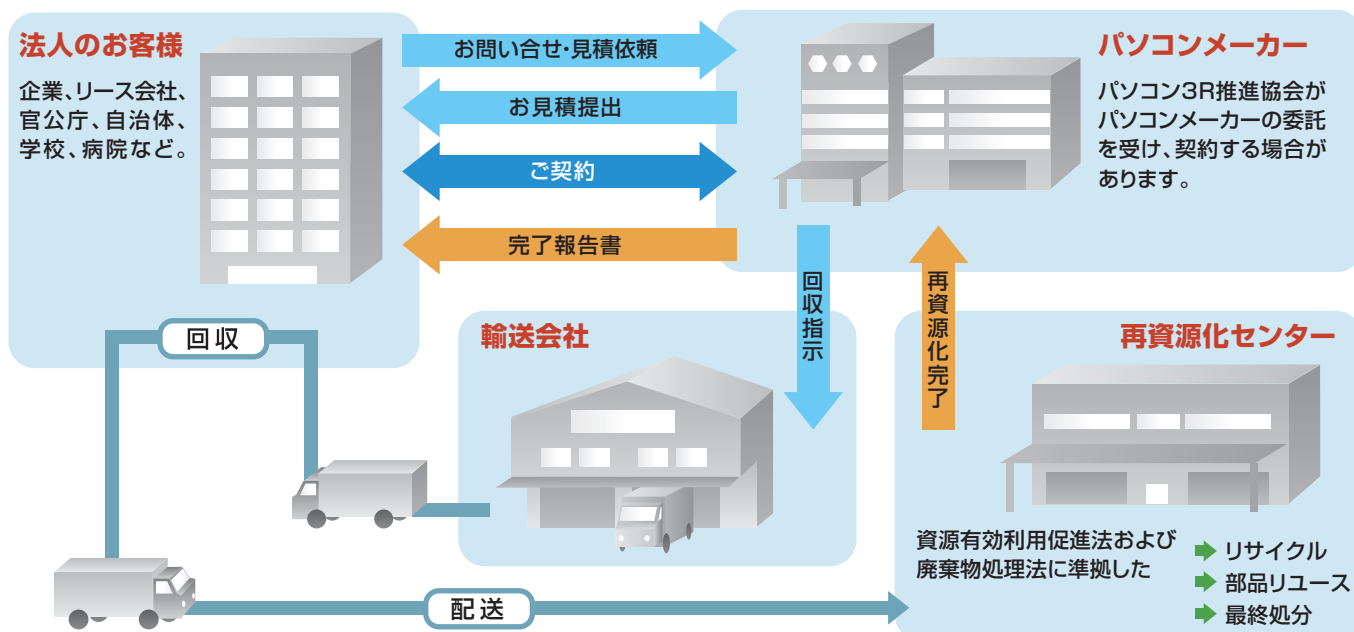 法人のお客様
企業、リース会社、
官公庁、自治体、
学校、病院など。
お問い合せ・見積依頼
お見積提出
ご契約
完了報告書
パソコンメーカー
パソコン3R推進協会が
パソコンメーカーの委託
を受け、契約する場合が
あります。
回収指示
再資源化完了
回収
輸送会社
再資源化センター
資源有効利用促進法および
廃棄物処理法に準拠した
リサイクル
部品リユース
最終処分
配送